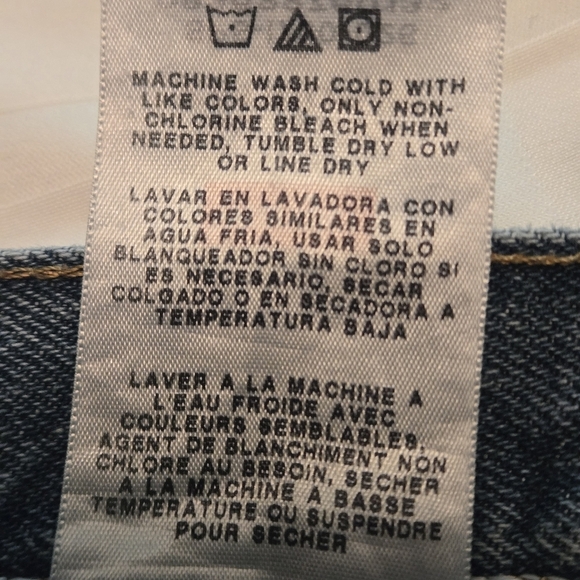 MACHINE WASH COLD WITH
LIKE COLORS, ONLY NON-
CHLORINE BLEACH WHEN
NEEDED, TUMBLE DRY LOW
OR LINE DRY
LAVAR EN LAVADORA CON
COLORES SIMILARES EN
AGUA FRIA, USAR SOLO
BLANQUEADOR SIN CLORO SI
ES NECESARIO, SECAR
COLGADO O EN SECADORA A
TEMPERATURA BAJA
LAVER A LA MACHINE A
L'EAU FROIDE AVEC
COULEURS SEMBLABLES,
AGENT DE BLANCHIMENT NON
CHLORE AU BESOIN, SECHER
A LA MACHINE A BASSE
TEMPERATURE OU SUSPENDRE
POUR SECHER